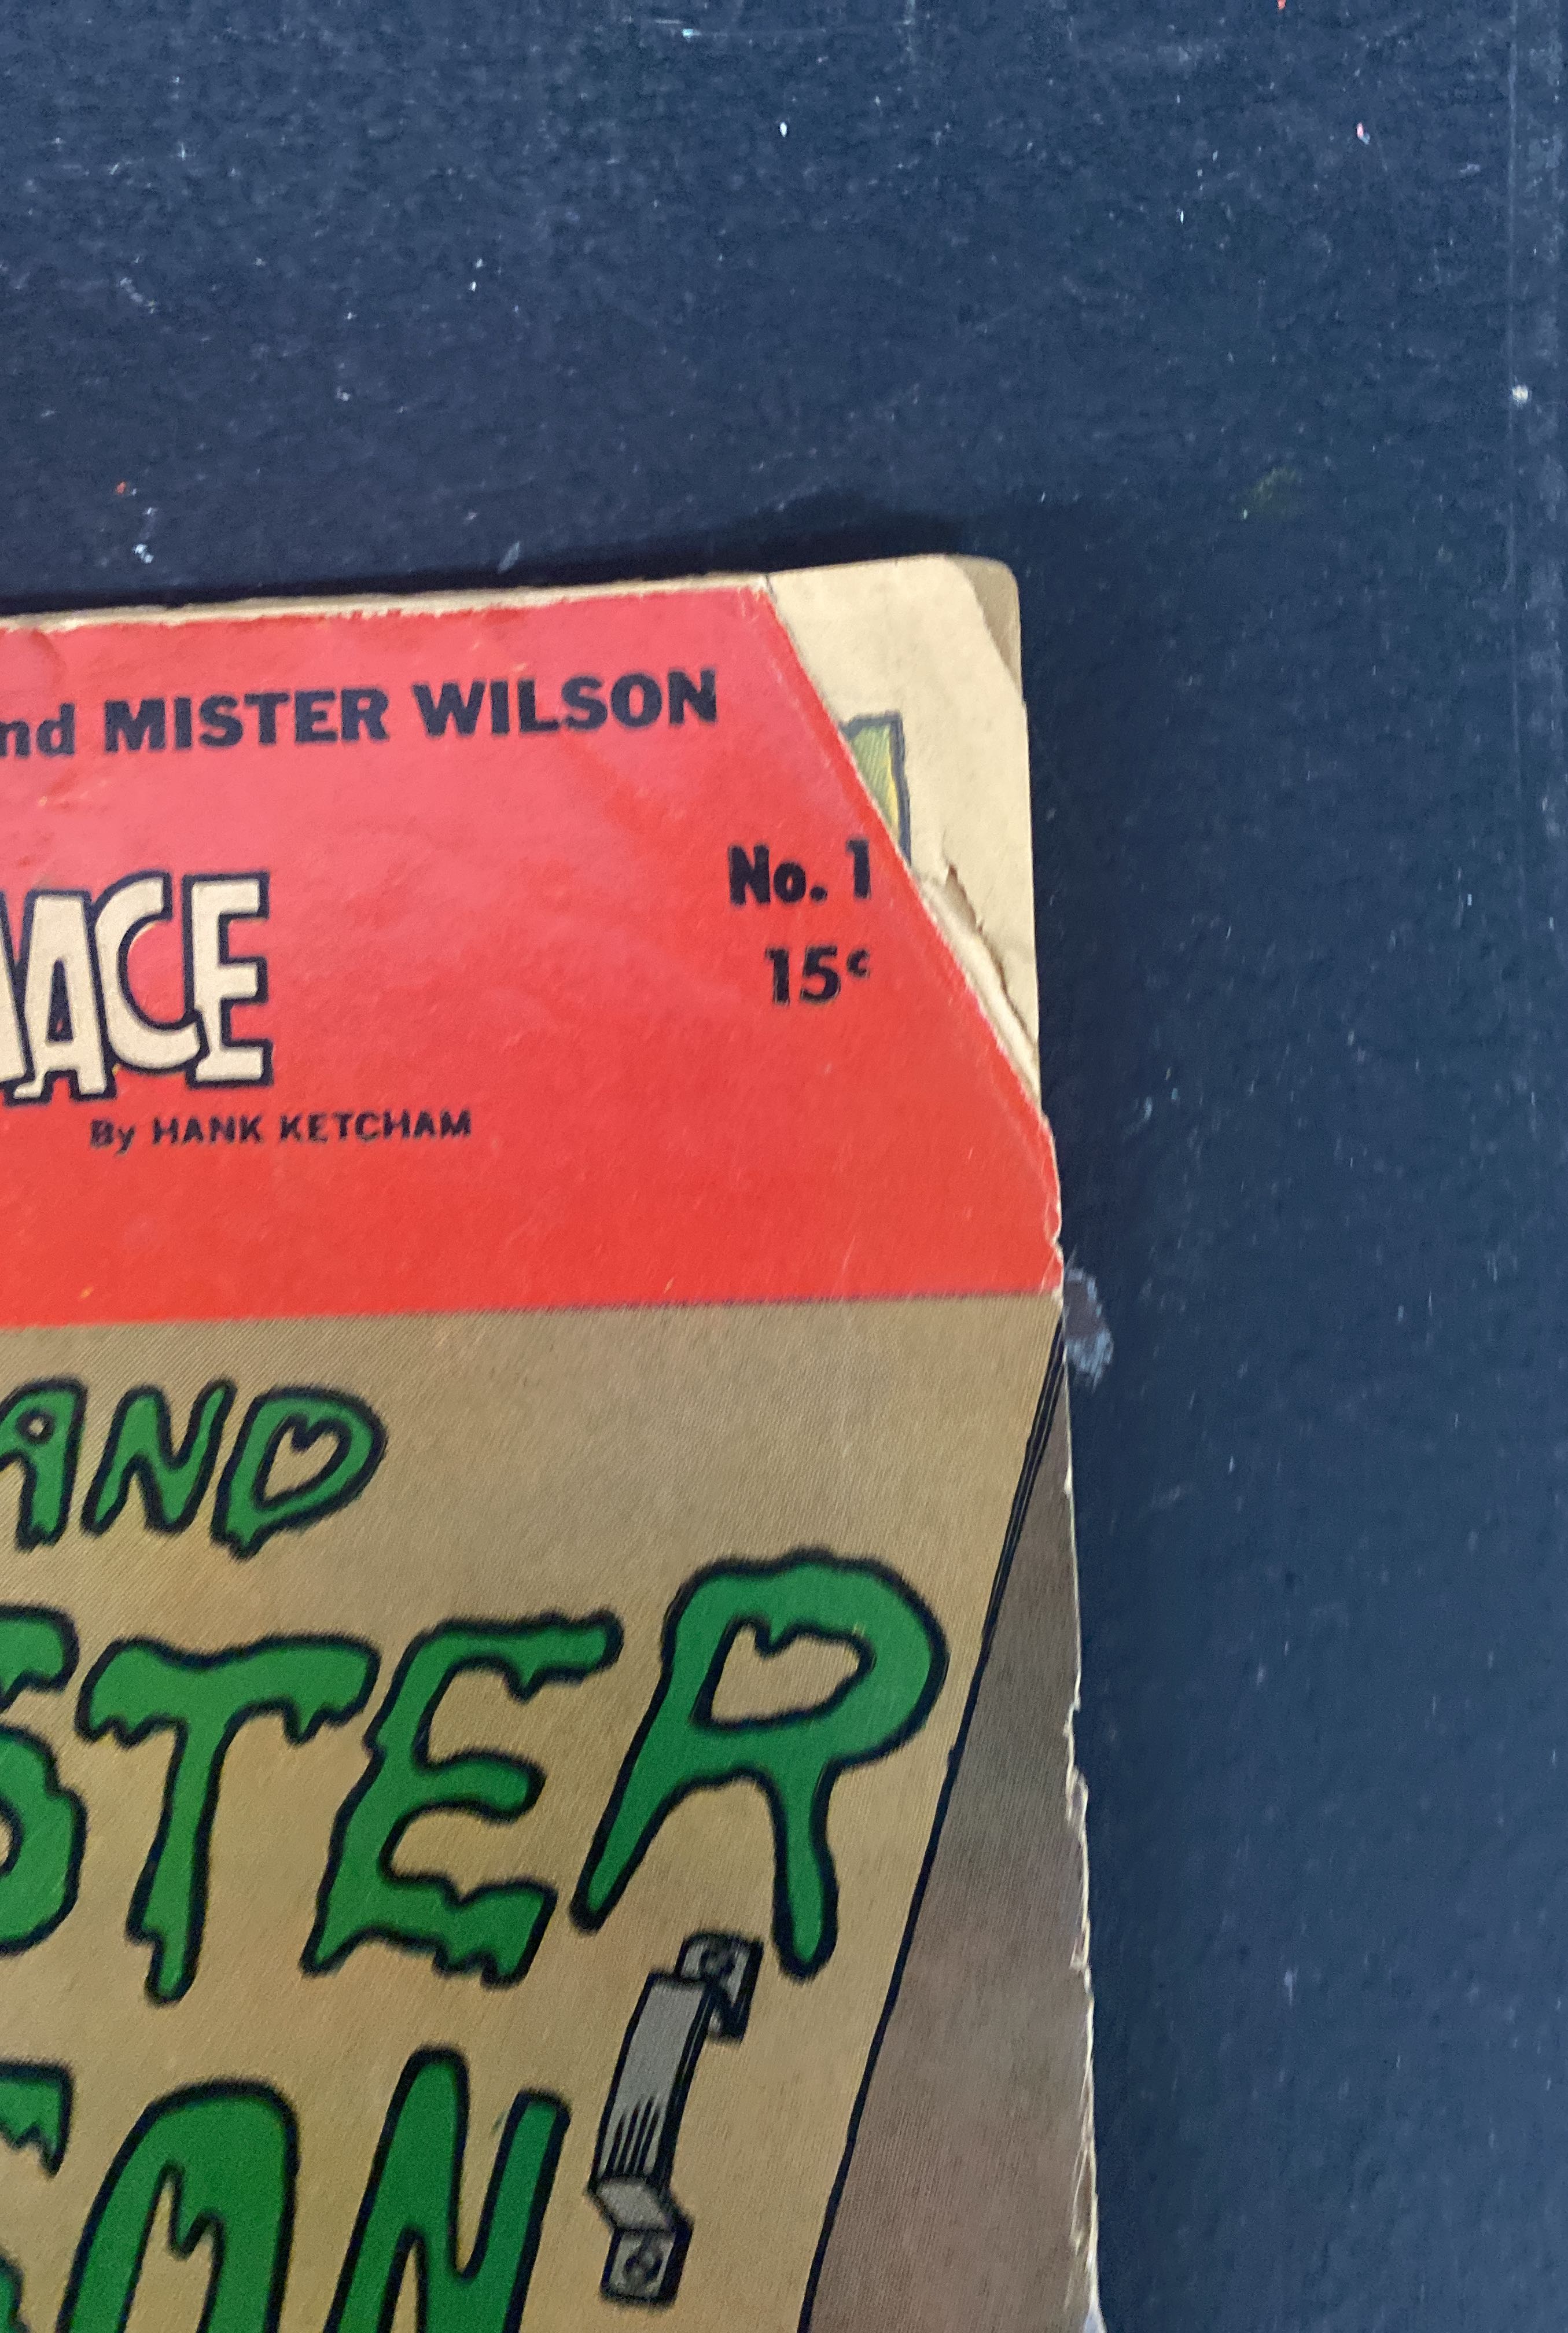 nd MISTER WILSON
No. 1
ACE
15¢
By HANK KETCHAM
AND
STER
ON